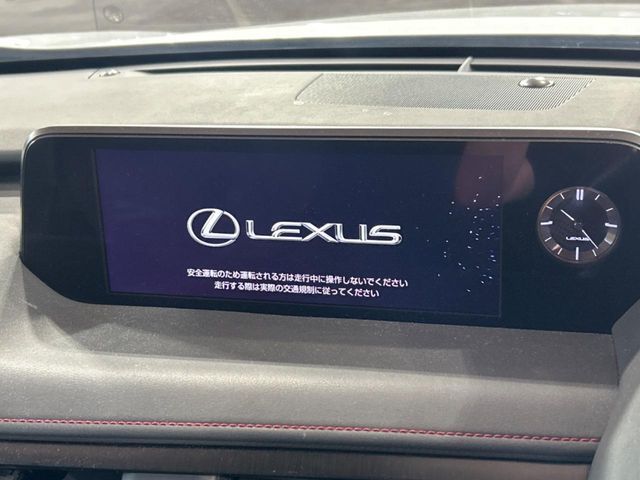 LEXUS
安全運転のため運転される方は走行中に操作しないでください
走行する際は実際の交通規制に従ってください
LEXUS